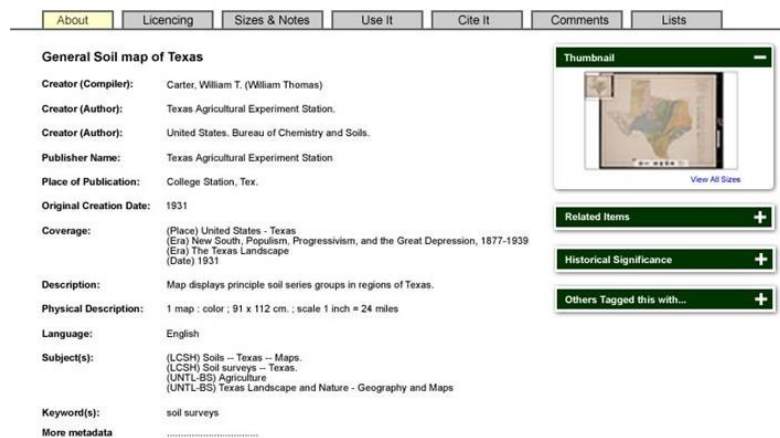 About
Licencing
Sizes & Notes
Use It
Cite It
Comments
Lists
General Soil map of Texas
Creator (Compiler): Carter, William T. (William Thomas)
Creator (Author): Texas Agricultural Experiment Station.
Creator (Author): United States. Bureau of Chemistry and Soils.
Publisher Name: Texas Agricultural Experiment Station
Place of Publication: College Station, Tex.
Original Creation Date: 1931
Coverage: (Place) United States - Texas
(Era) New South, Populism, Progressivism, and the Great Depression, 1877-1939
(Era) The Texas Landscape
(Date) 1931
Description: Map displays principle soil series groups in regions of Texas.
Physical Description: 1 map : color ; 91 x 112 cm. ; scale 1 inch = 24 miles
Language: English
Subject(s): (LCSH) Soils -- Texas -- Maps.
(LCSH) Soil surveys -- Texas.
(UNTL-BS) Agriculture
(UNTL-BS) Texas Landscape and Nature - Geography and Maps
Keyword(s): soil surveys
More metadata ................................
Thumbnail
View All Sizes
Related Items
Historical Significance
Others Tagged this with...